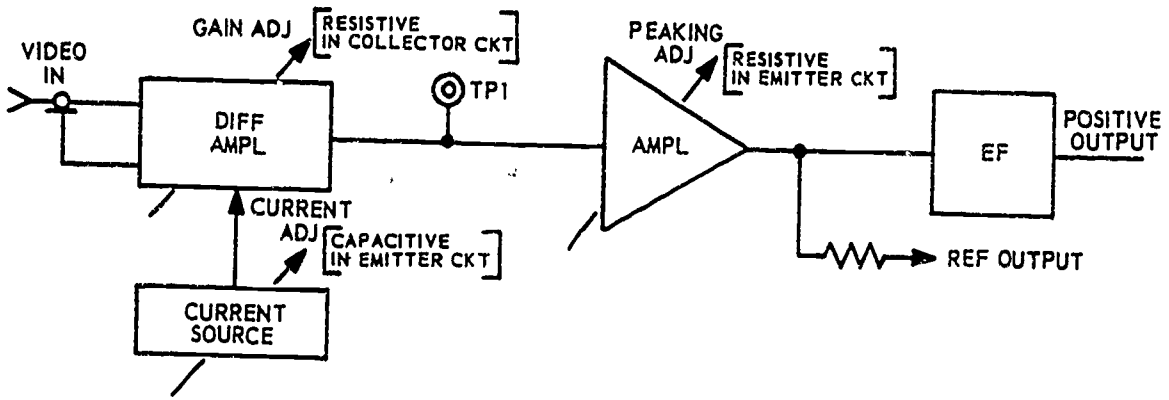 GAIN ADJ
RESISTIVE
IN COLLECTOR CKT
VIDEO
IN
DIFF
AMPL
TP1
PEAKING
ADJ
RESISTIVE
IN EMITTER CKT
AMPL
EF
POSITIVE
OUTPUT
CURRENT
ADJ
CAPACITIVE
IN EMITTER CKT
REF OUTPUT
CURRENT
SOURCE